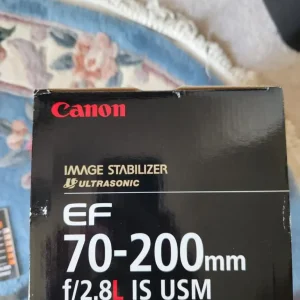 Canon
IMAGE STABILIZER
ULTRASONIC
EF
70-200mm
f/2.8L IS USM